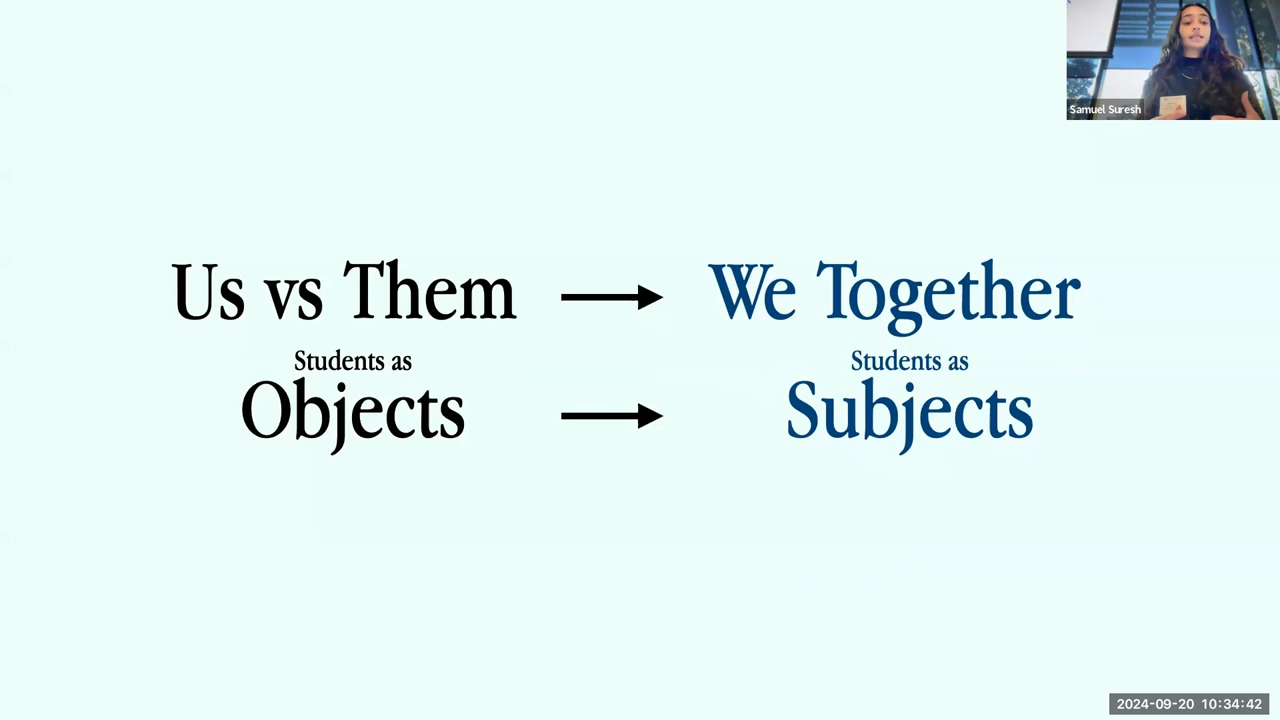 Samuel Suresh
Us vs Them We Together
Students as Students as
Objects Subjects
2024-09-20 10:34:42